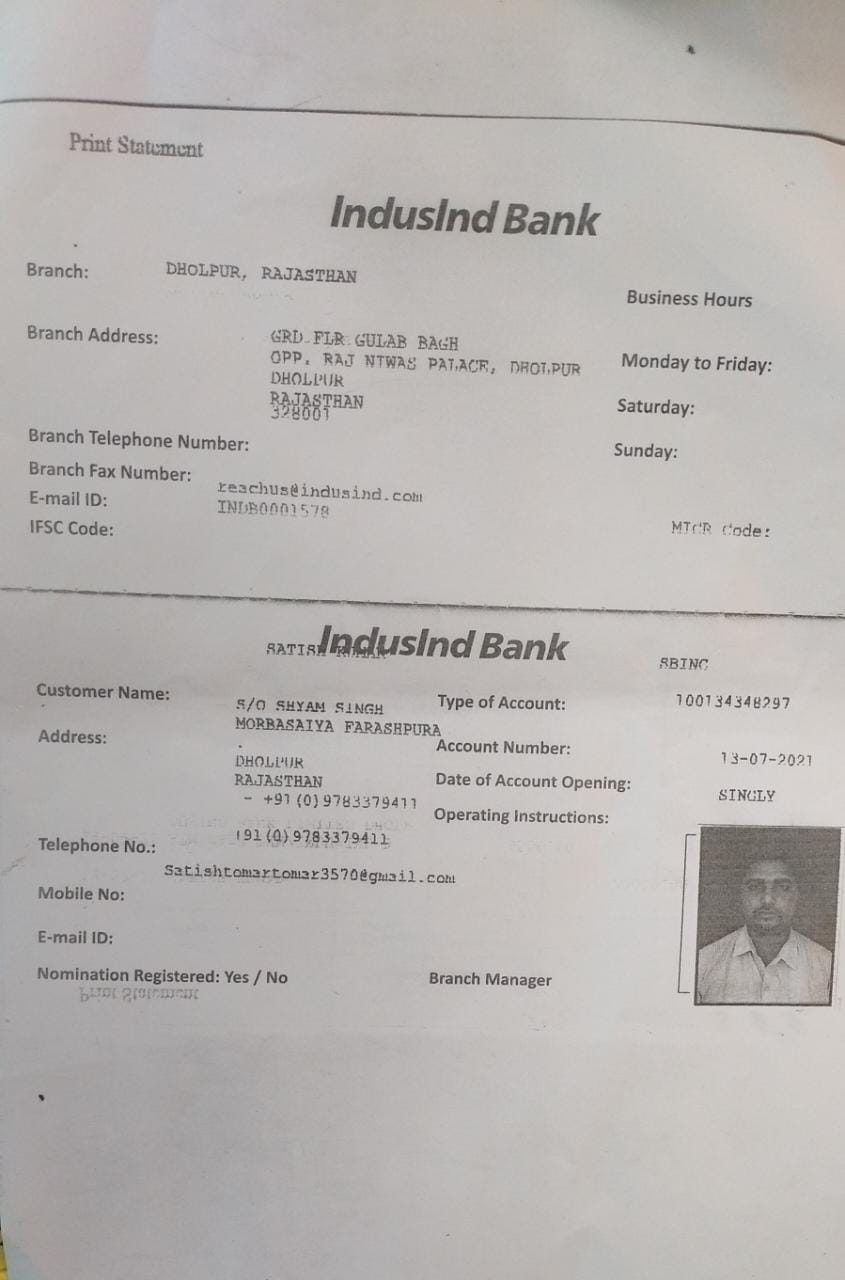 Print Statement
IndusInd Bank
Branch: DHOLPUR, RAJASTHAN
Business Hours
Branch Address: GRD FLR GULAB BAGH
OPP. RAJ NIWAS PALACE, DHOLPUR
Monday to Friday:
DHOLPUR
RAJASTHAN
Saturday:
328001
Branch Telephone Number:
Sunday:
Branch Fax Number:
reachus@indusind.com
E-mail ID:
INDB0001578
IFSC Code:
MICR Code:
IndusInd Bank
SATISH KUMAR
SBINC
Customer Name:
S/O SHYAM SINGH
Type of Account:
100134348297
MORBASAIYA FARASHPURA
Address:
Account Number:
.
13-07-2021
DHOLPUR
RAJASTHAN
Date of Account Opening:
SINGLY
- +91(0)9783379411
Operating Instructions:
+91(0)9783379411
Telephone No.:
Satishtomartomar3570@gmail.com
Mobile No:
E-mail ID:
Nomination Registered: Yes / No
Branch Manager
Print Statement